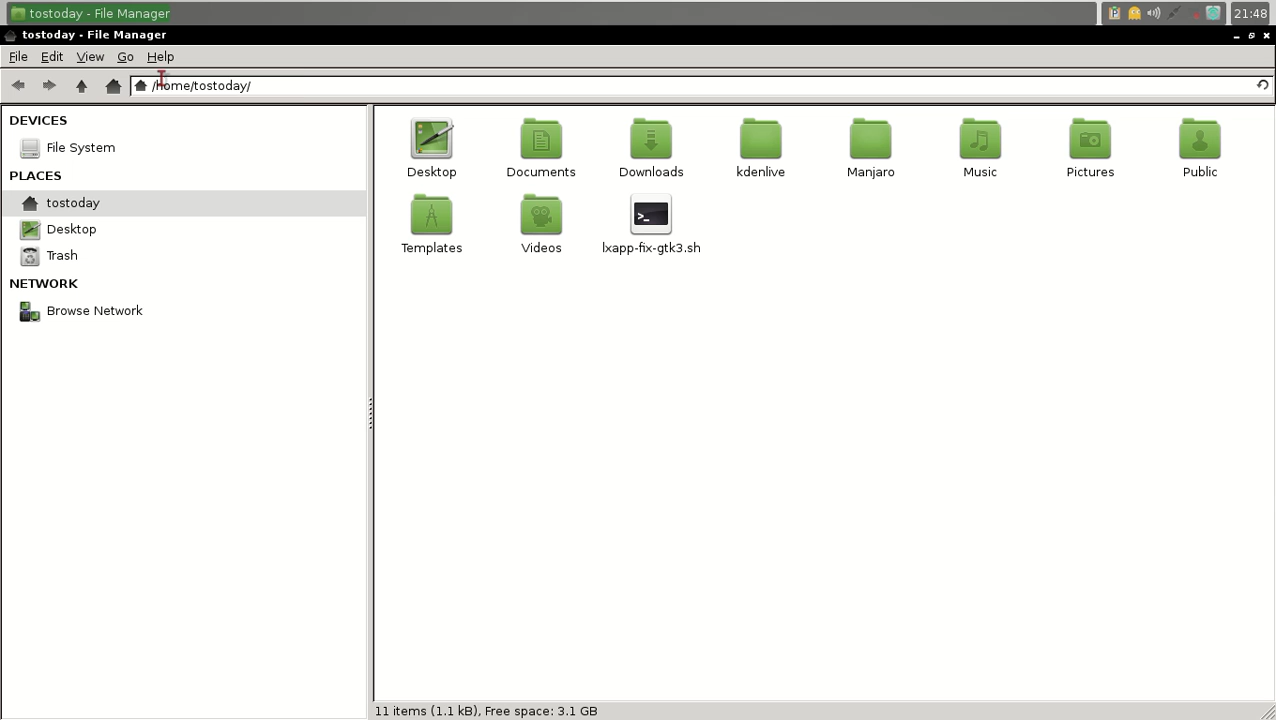 tostoday - File Manager
21:48
tostoday - File Manager
File Edit View Go Help
/home/tostoday/
DEVICES
File System
PLACES
tostoday
Desktop
Trash
NETWORK
Browse Network
Desktop Documents Downloads kdenlive Manjaro Music Pictures Public
Templates Videos lxapp-fix-gtk3.sh
11 items (1.1 kB), Free space: 3.1 GB